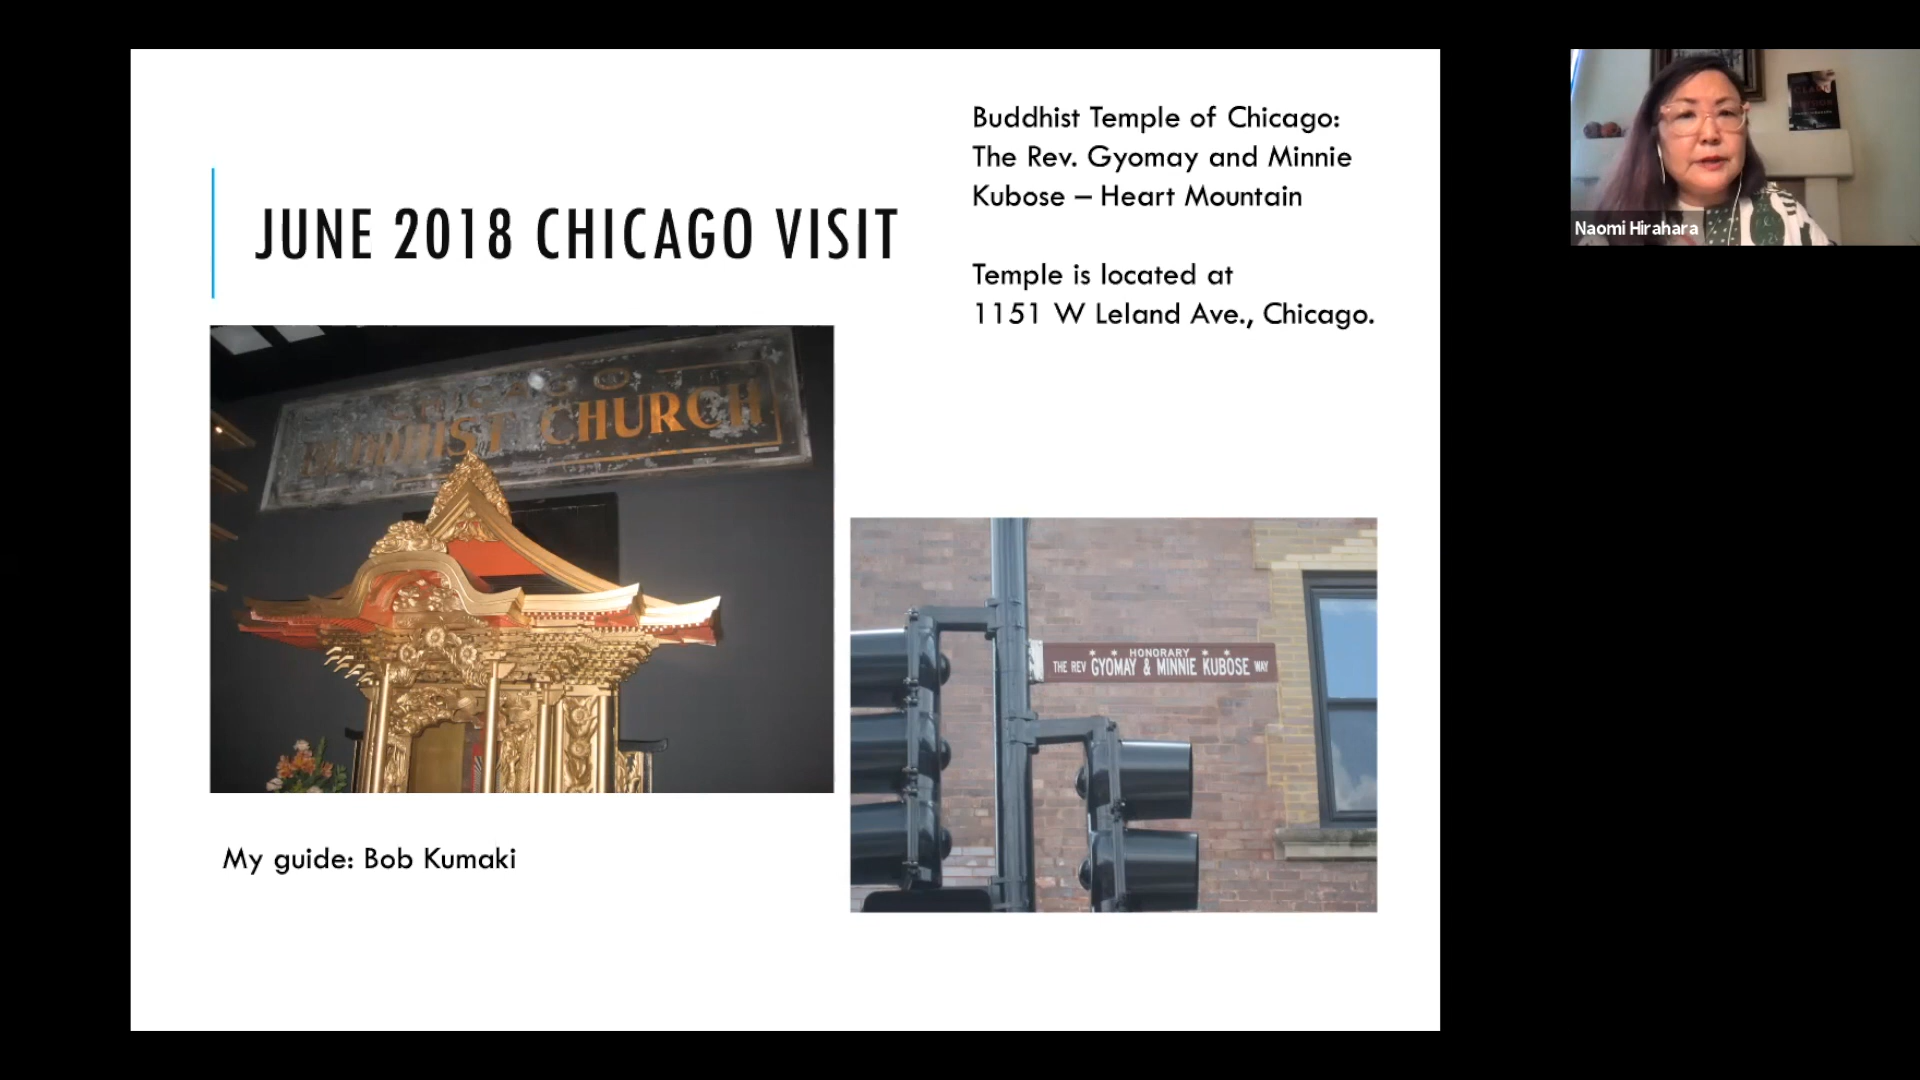 JUNE 2018 CHICAGO VISIT
Buddhist Temple of Chicago:
The Rev. Gyomay and Minnie
Kubose – Heart Mountain
Temple is located at
1151 W Leland Ave., Chicago.
CHICAGO
BUDDHIST CHURCH
* * HONORARY * *
THE REV GYOMAY & MINNIE KUBOSE WAY
My guide: Bob Kumaki
Naomi Hirahara